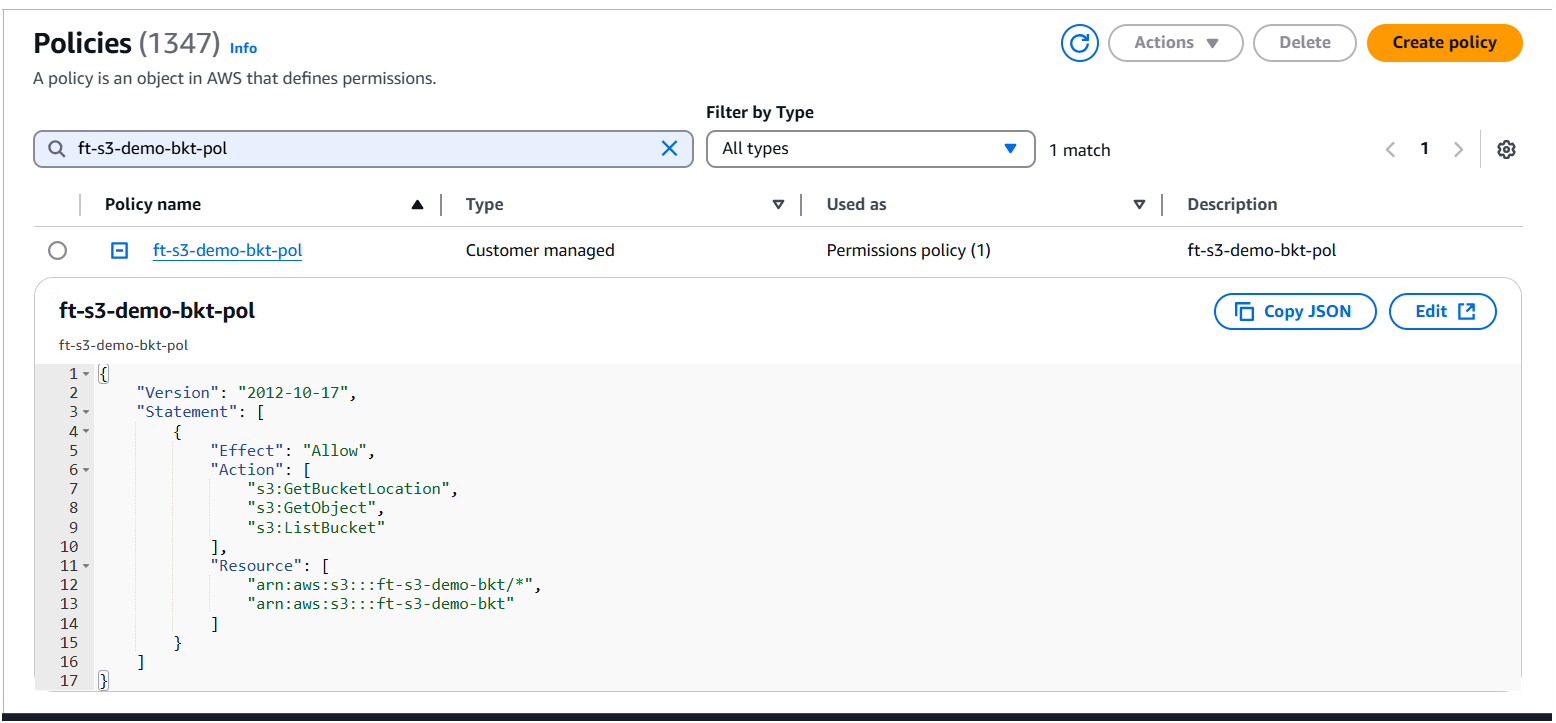 Policies (1347) Info
Actions Delete Create policy
A policy is an object in AWS that defines permissions.
Filter by Type
ft-s3-demo-bkt-pol
All types
1 match
1
Policy name Type Used as Description
ft-s3-demo-bkt-pol Customer managed Permissions policy (1) ft-s3-demo-bkt-pol
ft-s3-demo-bkt-pol
Copy JSON Edit
ft-s3-demo-bkt-pol
1 {
2     "Version": "2012-10-17",
3     "Statement": [
4         {
5             "Effect": "Allow",
6             "Action": [
7                 "s3:GetBucketLocation",
8                 "s3:GetObject",
9                 "s3:ListBucket"
10             ],
11             "Resource": [
12                 "arn:aws:s3:::ft-s3-demo-bkt/*",
13                 "arn:aws:s3:::ft-s3-demo-bkt"
14             ]
15         }
16     ]
17 }